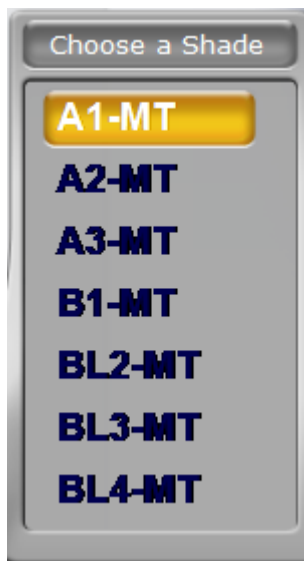 Choose a Shade
A1-MT
A2-MT
A3-MT
B1-MT
BL2-MT
BL3-MT
BL4-MT